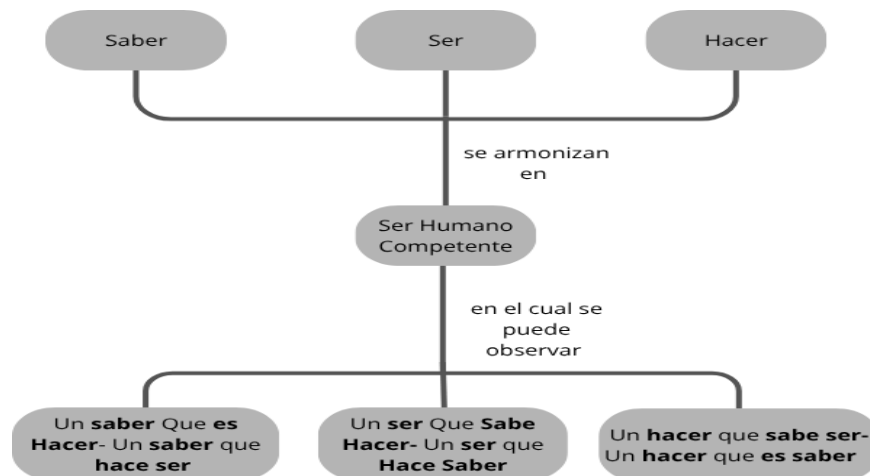 Saber
Ser
Hacer
se armonizan
en
Ser Humano
Competente
en el cual se
puede
observar
Un saber Que es
Hacer- Un saber que
hace ser
Un ser Que Sabe
Hacer- Un ser que
Hace Saber
Un hacer que sabe ser-
Un hacer que es saber